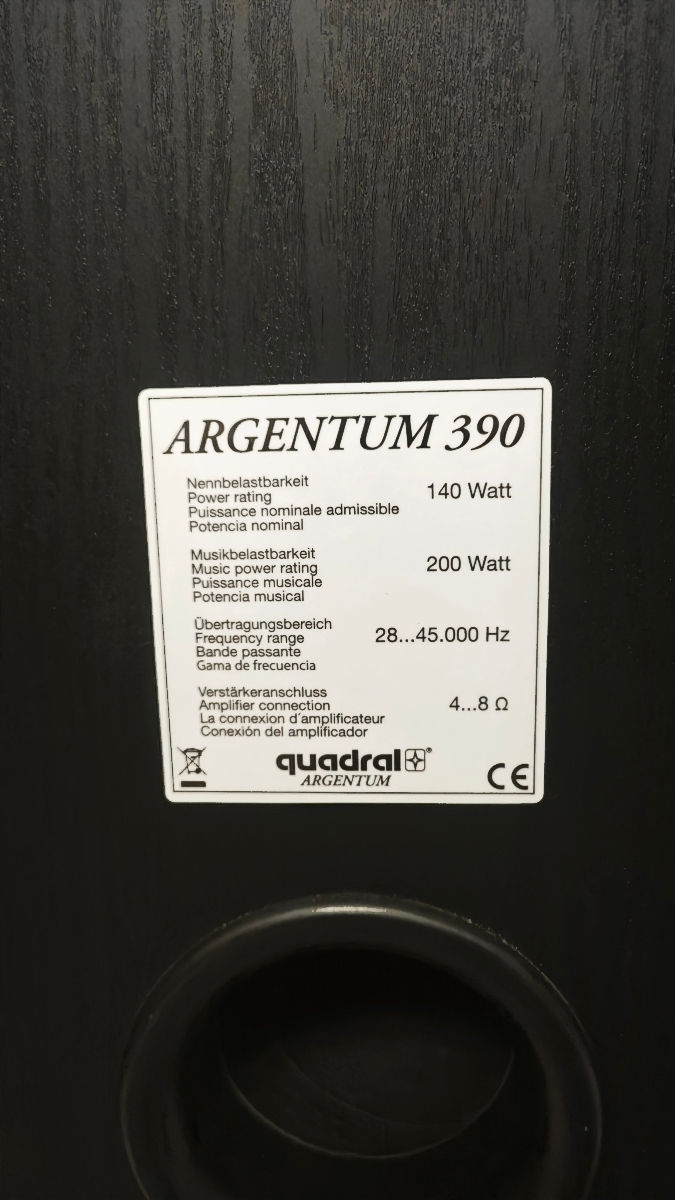 ARGENTUM 390
Nennbelastbarkeit
Power rating
Puissance nominale admissible
Potencia nominal
140 Watt
Musikbelastbarkeit
Music power rating
Puissance musicale
Potencia musical
200 Watt
Übertragungsbereich
Frequency range
Bande passante
Gama de frecuencia
28...45.000 Hz
Verstärkeranschluss
Amplifier connection
La connexion d´amplificateur
Conexión del amplificador
4...8 Ω
quadral®
ARGENTUM
CE